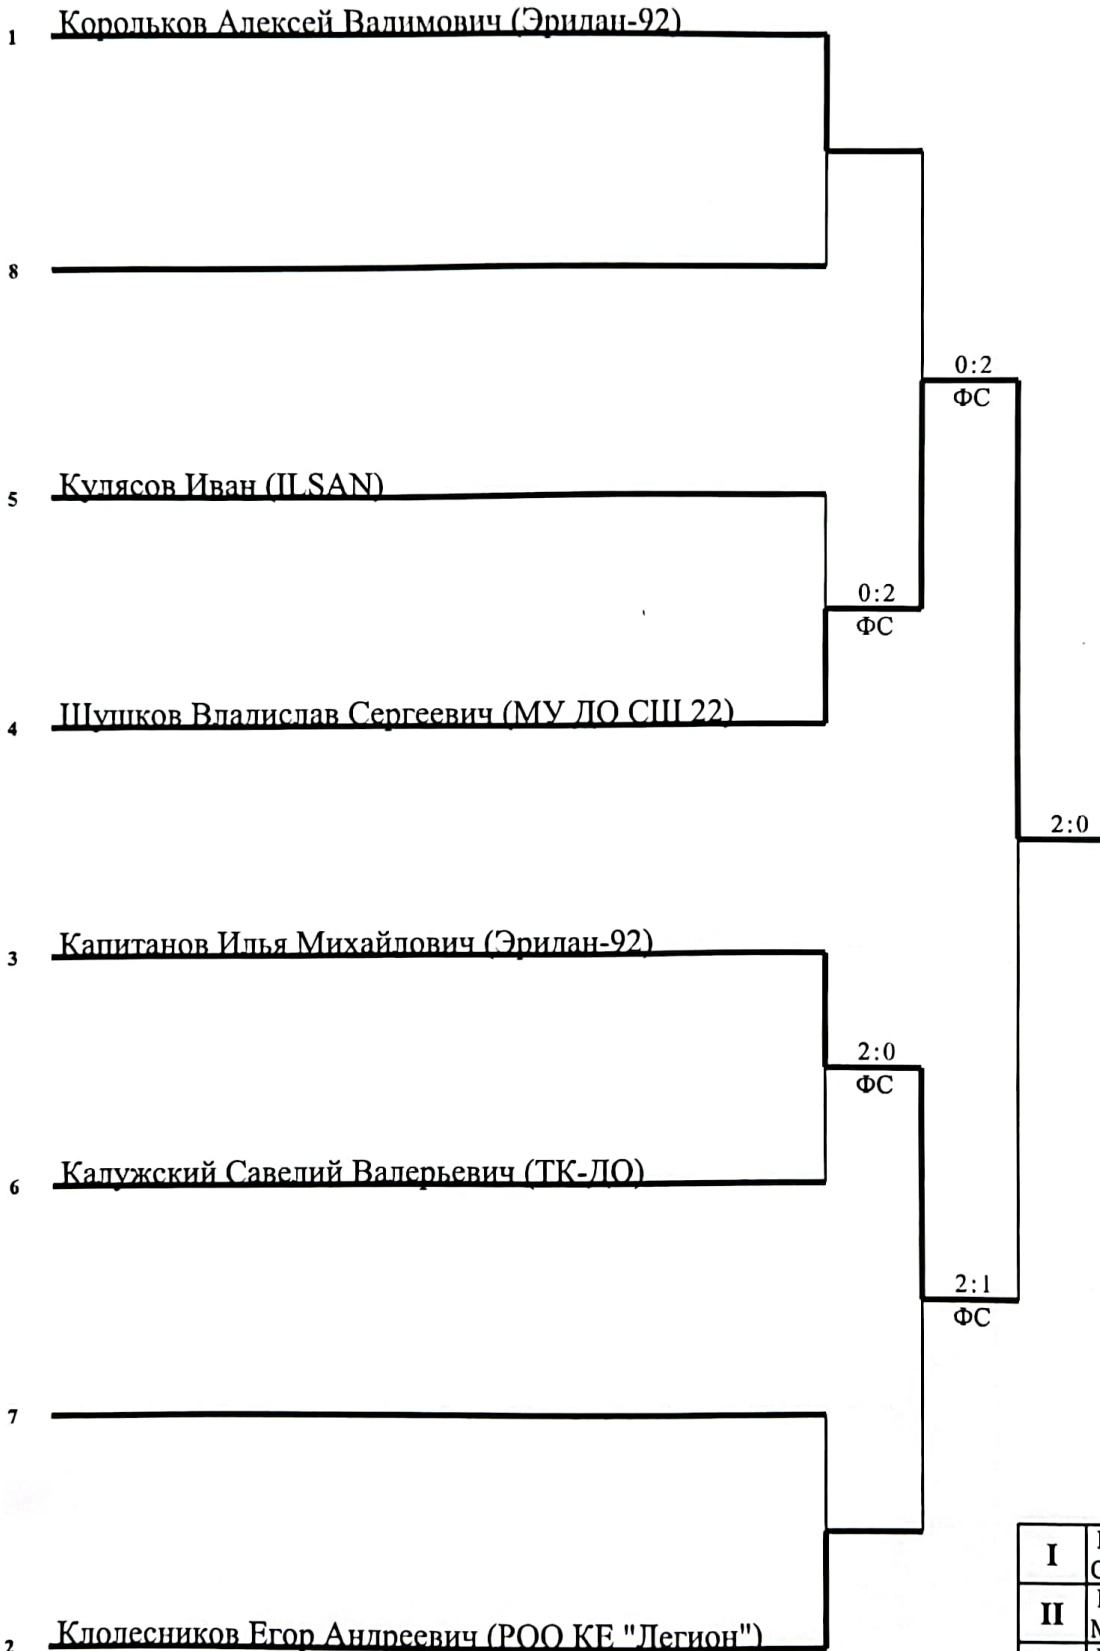 1 Корольков Алексей Вадимович (Эридан-92)
8
0:2
ФС
5 Кулясов Иван (ILSAN)
0:2
ФС
4 Шушков Владислав Сергеевич (МУ ДО СШ 22)
2:0
3 Капитанов Илья Михайлович (Эридан-92)
2:0
ФС
6 Калужский Савелий Валерьевич (ТК-ДО)
2:1
ФС
7
I
II
2 Клолесников Егор Андреевич (РОО КЕ "Легион")